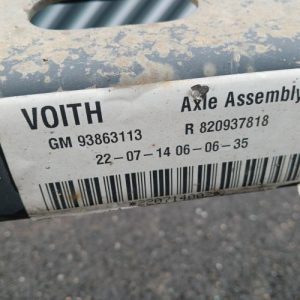 VOITH Axle Assembly
GM 93863113 R 820937818
22-07-14 06-06-35